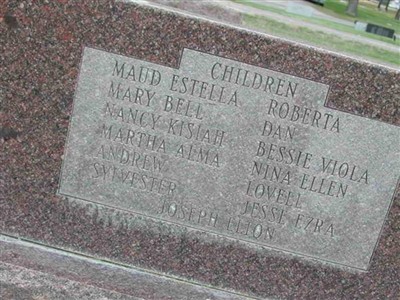 CHILDREN
MAUD ESTELLA
MARY BELL
NANCY KISIAH
MARTHA ALMA
ANDREW
SYLVESTER
ROBERTA
DAN
BESSIE VIOLA
NINA ELLEN
LOVELL
JESSE EZRA
JOSEPH ELTON